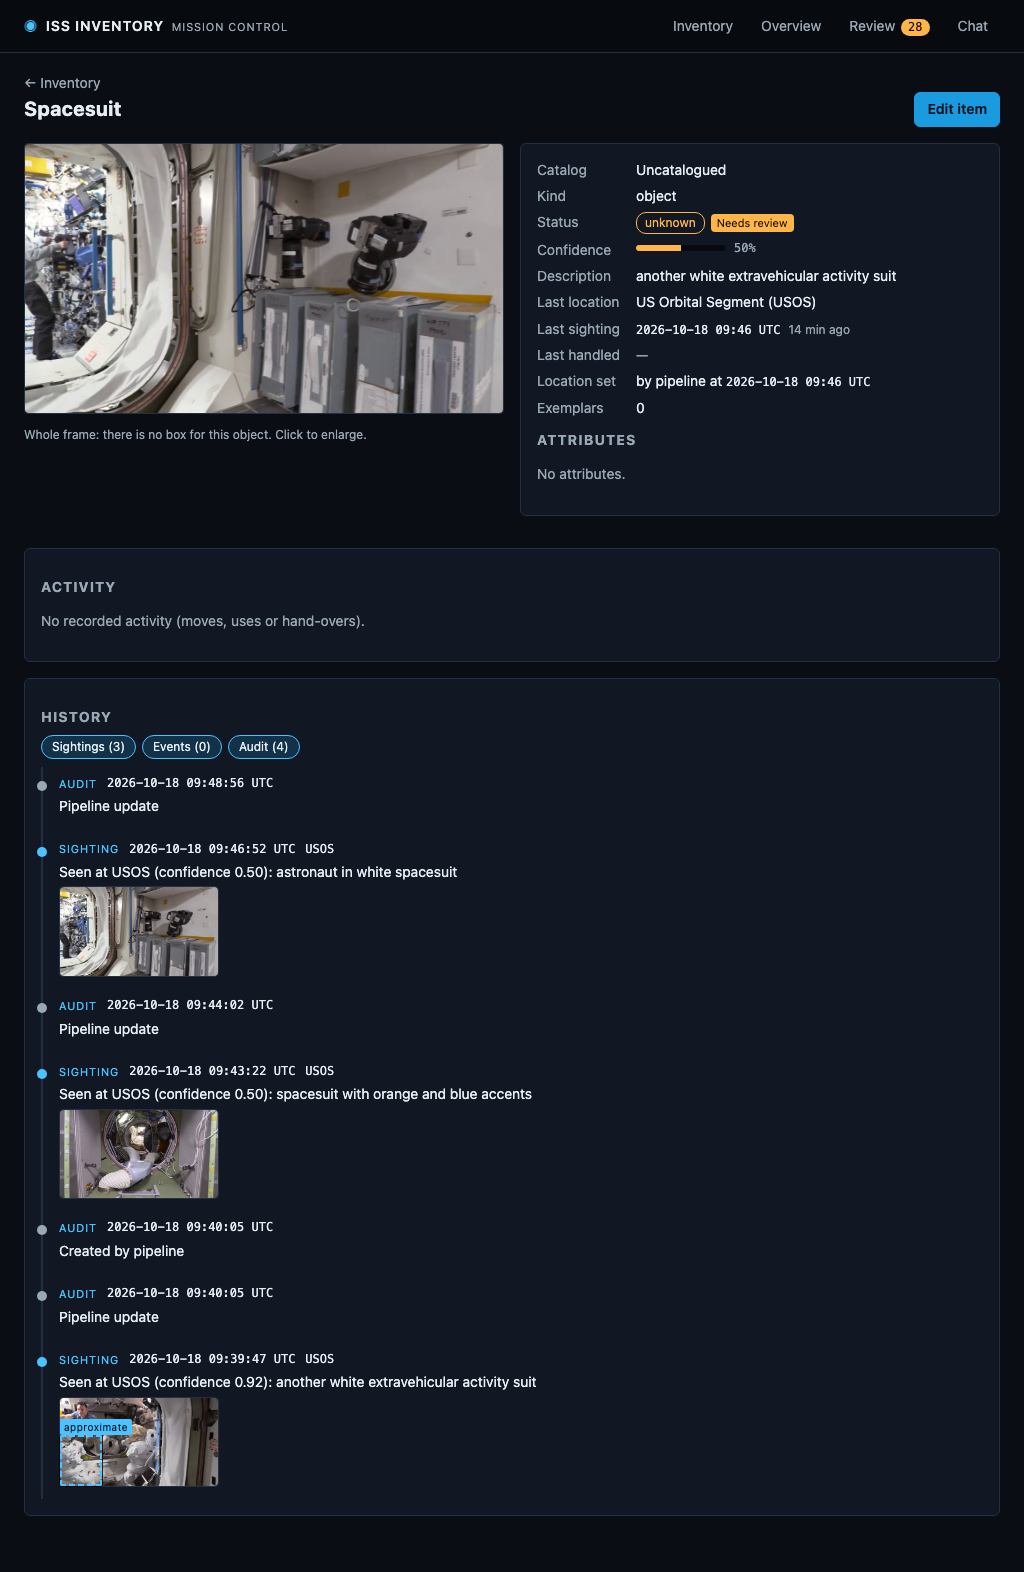 ISS INVENTORY MISSION CONTROL
Inventory Overview Review 28 Chat
← Inventory
Spacesuit
Edit item
Whole frame: there is no box for this object. Click to enlarge.
Catalog Uncatalogued
Kind object
Status unknown Needs review
Confidence 50%
Description another white extravehicular activity suit
Last location US Orbital Segment (USOS)
Last sighting 2026-10-18 09:46 UTC 14 min ago
Last handled —
Location set by pipeline at 2026-10-18 09:46 UTC
Exemplars 0
ATTRIBUTES
No attributes.
ACTIVITY
No recorded activity (moves, uses or hand-overs).
HISTORY
Sightings (3) Events (0) Audit (4)
AUDIT 2026-10-18 09:48:56 UTC
Pipeline update
SIGHTING 2026-10-18 09:46:52 UTC USOS
Seen at USOS (confidence 0.50): astronaut in white spacesuit
AUDIT 2026-10-18 09:44:02 UTC
Pipeline update
SIGHTING 2026-10-18 09:43:22 UTC USOS
Seen at USOS (confidence 0.50): spacesuit with orange and blue accents
AUDIT 2026-10-18 09:40:05 UTC
Created by pipeline
AUDIT 2026-10-18 09:40:05 UTC
Pipeline update
SIGHTING 2026-10-18 09:39:47 UTC USOS
Seen at USOS (confidence 0.92): another white extravehicular activity suit
approximate